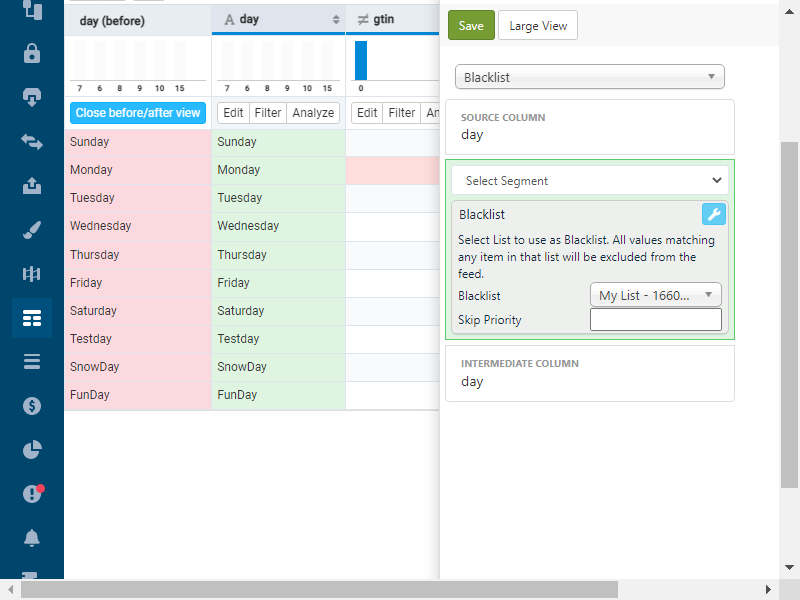 day (before)
A day
≠ gtin
7 6 8 9 10 15
7 6 8 9 10 15
0
Close before/after view
Edit Filter Analyze
Edit Filter An
Sunday Sunday
Monday Monday
Tuesday Tuesday
Wednesday Wednesday
Thursday Thursday
Friday Friday
Saturday Saturday
Testday Testday
SnowDay SnowDay
FunDay FunDay
Save Large View
Blacklist
SOURCE COLUMN
day
Select Segment
Blacklist
Select List to use as Blacklist. All values matching
any item in that list will be excluded from the
feed.
Blacklist My List - 1660...
Skip Priority
INTERMEDIATE COLUMN
day